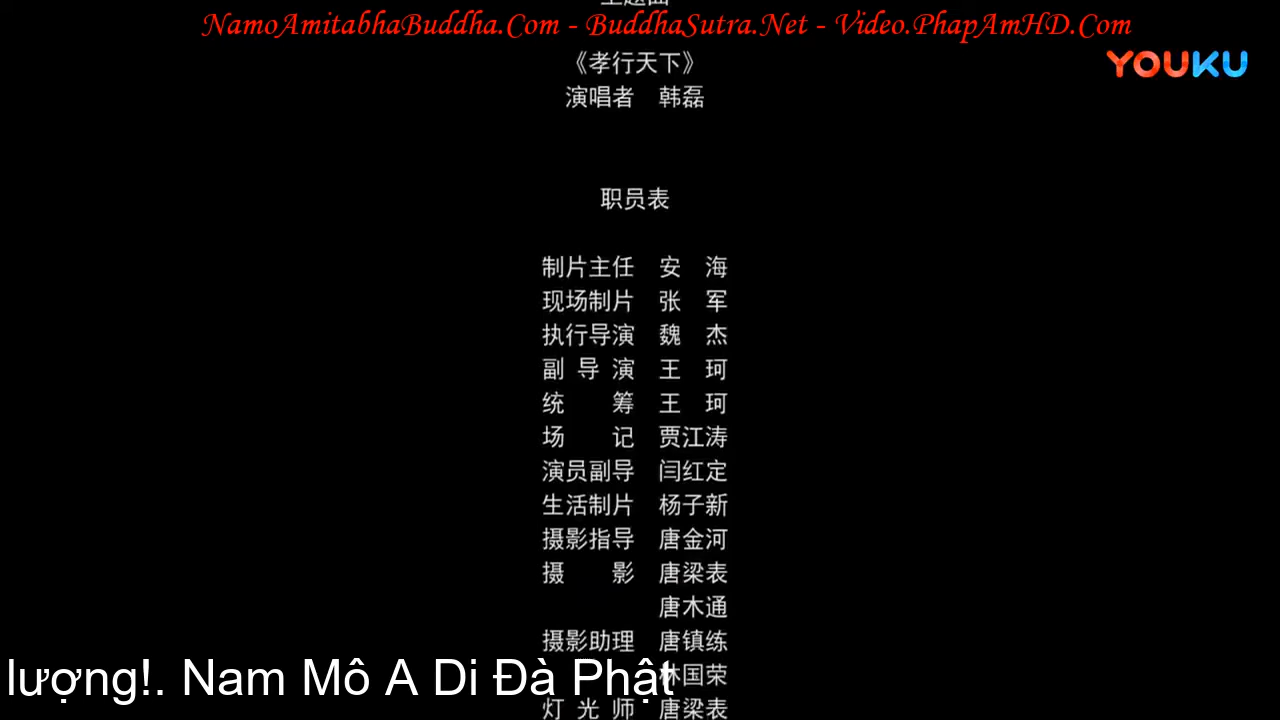 主题曲
NamoAmitabhaBuddha.Com - BuddhaSutra.Net - Video.PhapAmHD.Com
YOUKU
《孝行天下》
演唱者 韩磊
职员表
制片主任 安 海
现场制片 张 军
执行导演 魏 杰
副 导 演 王 珂
统 筹 王 珂
场 记 贾江涛
演员副导 闫红定
生活制片 杨子新
摄影指导 唐金河
摄 影 唐梁表
唐木通
摄影助理 唐镇练
林国荣
lượng!. Nam Mô A Di Đà Phật
灯 光 师 唐梁表